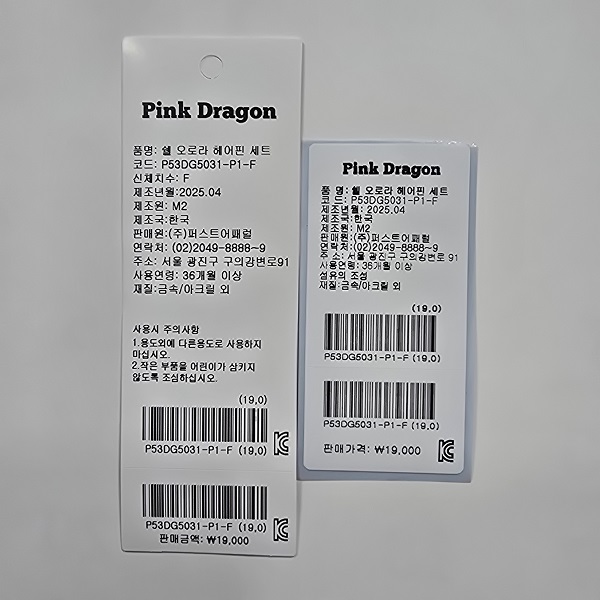 Pink Dragon
품명: 쉘 오로라 헤어핀 세트
코드: P53DG5031-P1-F
신체치수: F
제조년월:2025.04
제조원: M2
제조국:한국
판매원:(주)퍼스트어패럴
연락처: (02)2049-8888~9
주소: 서울 광진구 구의강변로91
사용연령: 36개월 이상
재질:금속/아크릴 외
사용시 주의사항
1.용도외에 다른용도로 사용하지
마십시오.
2.작은 부품을 어린이가 삼키지
않도록 조심하십시오.
(19,0)
P53DG5031-P1-F (19,0)
P53DG5031-P1-F (19,0)
판매금액: ₩19,000
Pink Dragon
품 명: 쉘 오로라 헤어핀 세트
코 드: P53DG5031-P1-F
제조년월: 2025.04
제조국:한국
제조원: M2
판매원:(주)퍼스트어패럴
연락처:(02)2049-8888~9
주소: 서울 광진구 구의강변로 91
사용연령: 36개월 이상
섬유의 조성
재질:금속/아크릴 외
(19,0)
P53DG5031-P1-F (19,0)
P53DG5031-P1-F (19,0)
판매가격: ₩19,000